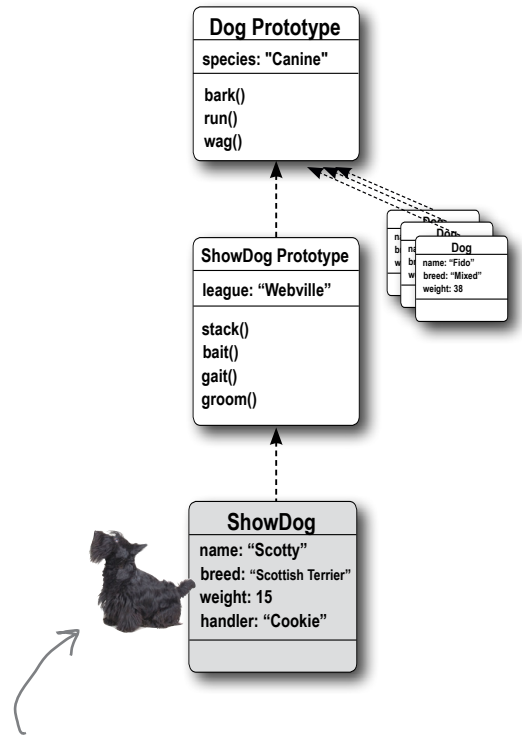 Dog Prototype
species: "Canine"
bark()
run()
wag()
ShowDog Prototype
league: “Webville”
stack()
bait()
gait()
groom()
Dog
name: “Fido”
breed: “Mixed”
weight: 38
ShowDog
name: “Scotty”
breed: “Scottish Terrier”
weight: 15
handler: “Cookie”